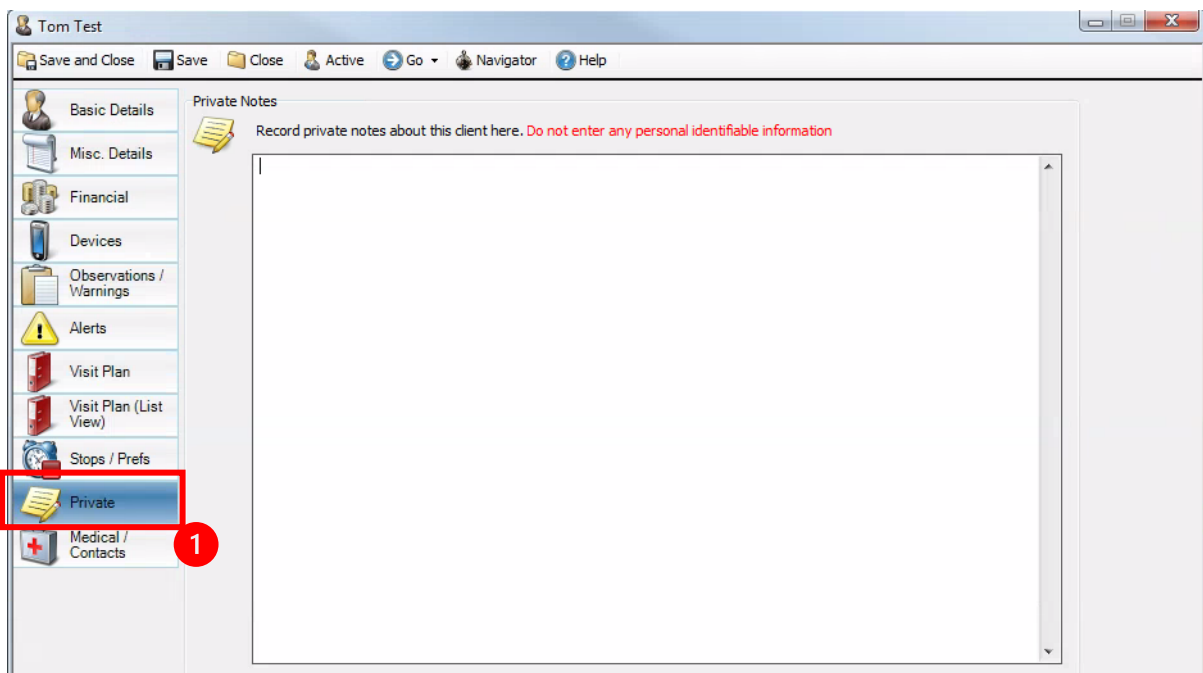 Tom Test
Save and Close Save Close Active Go Navigator Help
Basic Details
Misc. Details
Financial
Devices
Observations /
Warnings
Alerts
Visit Plan
Visit Plan (List
View)
Stops / Prefs
Private
Medical /
Contacts
1
Private Notes
Record private notes about this client here. Do not enter any personal identifiable information